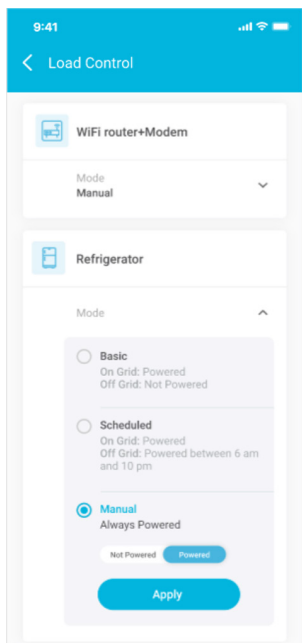 9:41
Load Control
WiFi router+Modem
Mode
Manual
Refrigerator
Mode
Basic
On Grid: Powered
Off Grid: Not Powered
Scheduled
On Grid: Powered
Off Grid: Powered between 6 am
and 10 pm
Manual
Always Powered
Not Powered Powered
Apply